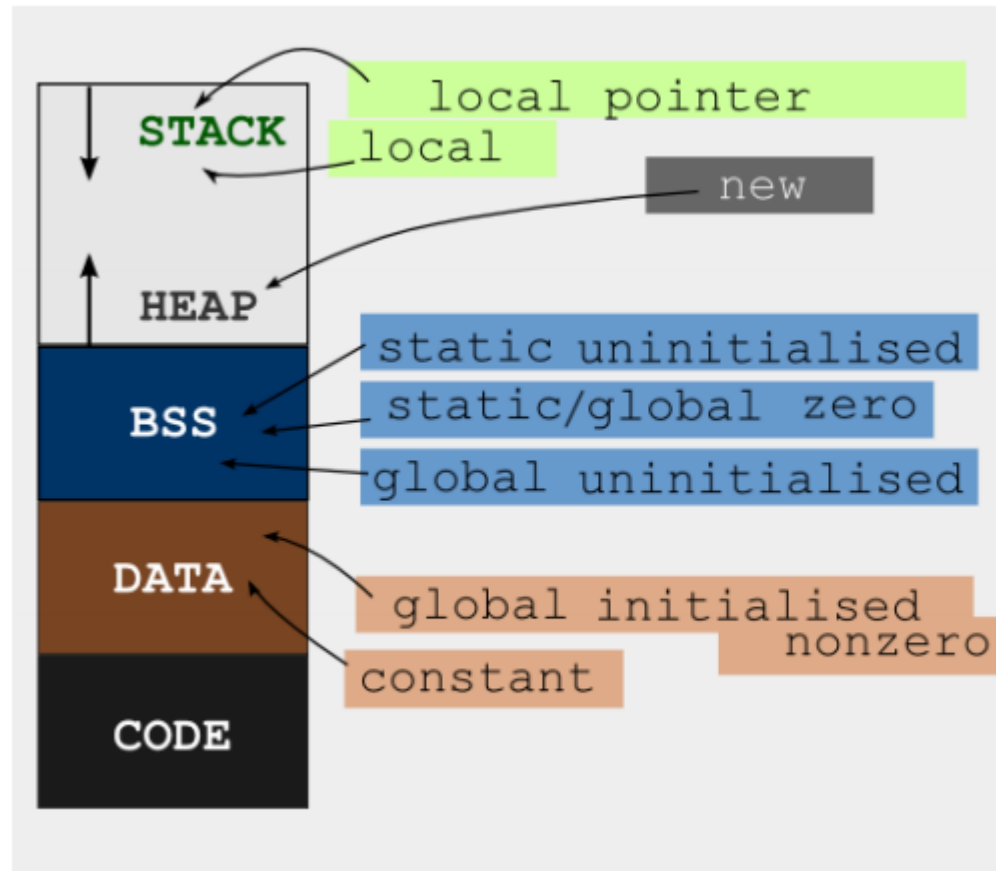 local pointer
STACK
local
new
HEAP
static uninitialised
BSS
static/global zero
global uninitialised
DATA
global initialised
nonzero
constant
CODE